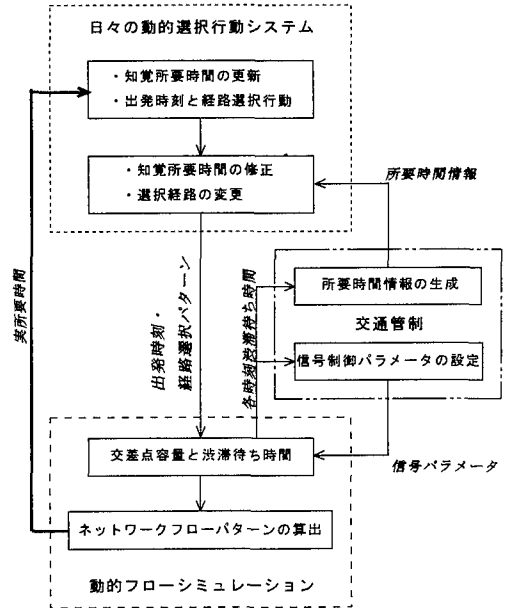 日々の動的選択行動システム
・知覚所要時間の更新
・出発時刻と経路選択行動
・知覚所要時間の修正
・選択経路の変更
所要時間情報
実所要時間
出発時刻・
経路選択パターン
各時刻渋滞待ち時間
所要時間情報の生成
交通管制
信号制御パラメータの設定
信号パラメータ
交差点容量と渋滞待ち時間
ネットワークフローパターンの算出
動的フローシミュレーション